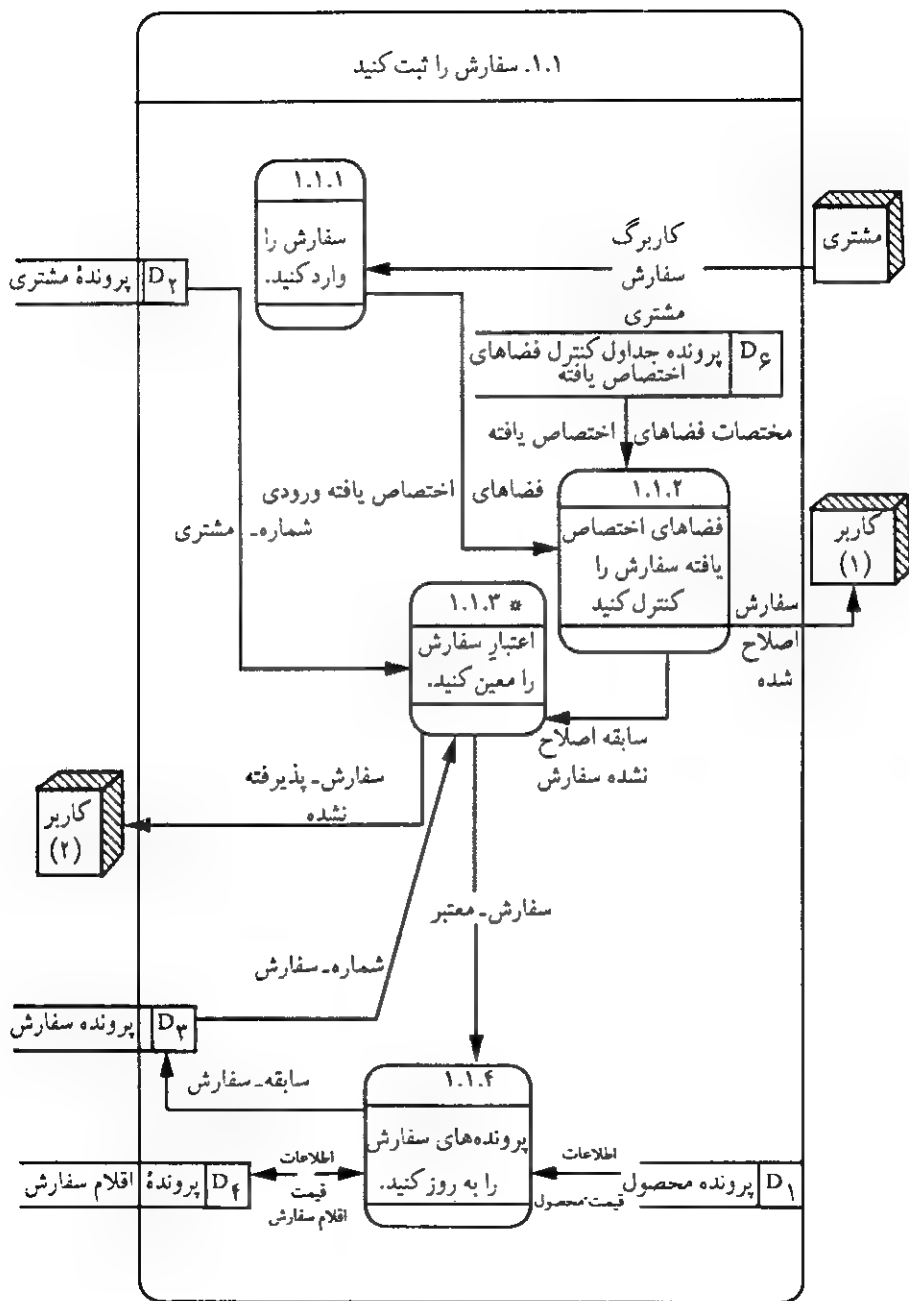 ۱.۱. سفارش را ثبت کنید
۱.۱.۱
سفارش را
وارد کنید.
مشتری
کاربرگ
سفارش
مشتری
پروندهٔ مشتری D۲
پرونده جداول کنترل فضاهای
اختصاص یافته
D۶
مختصات فضاهای اختصاص یافته
فضاهای اختصاص یافته ورودی
شماره - مشتری
۱.۱.۲
فضاهای اختصاص
یافته سفارش را
کنترل کنید
کاربر
(۱)
سفارش
اصلاح
شده
۱.۱.۳ *
اعتبارِ سفارش
را معین کنید.
سابقه اصلاح
نشده سفارش
سفارش - پذیرفته
نشده
کاربر
(۲)
سفارش - معتبر
شماره - سفارش
پرونده سفارش D۳
سابقه - سفارش
۱.۱.۴
پرونده‌های سفارش
را به روز کنید.
اطلاعات
قیمت-محصول
D۱ پرونده محصول
اطلاعات
قیمت
اقلام سفارش
پروندهٔ اقلام سفارش D۴